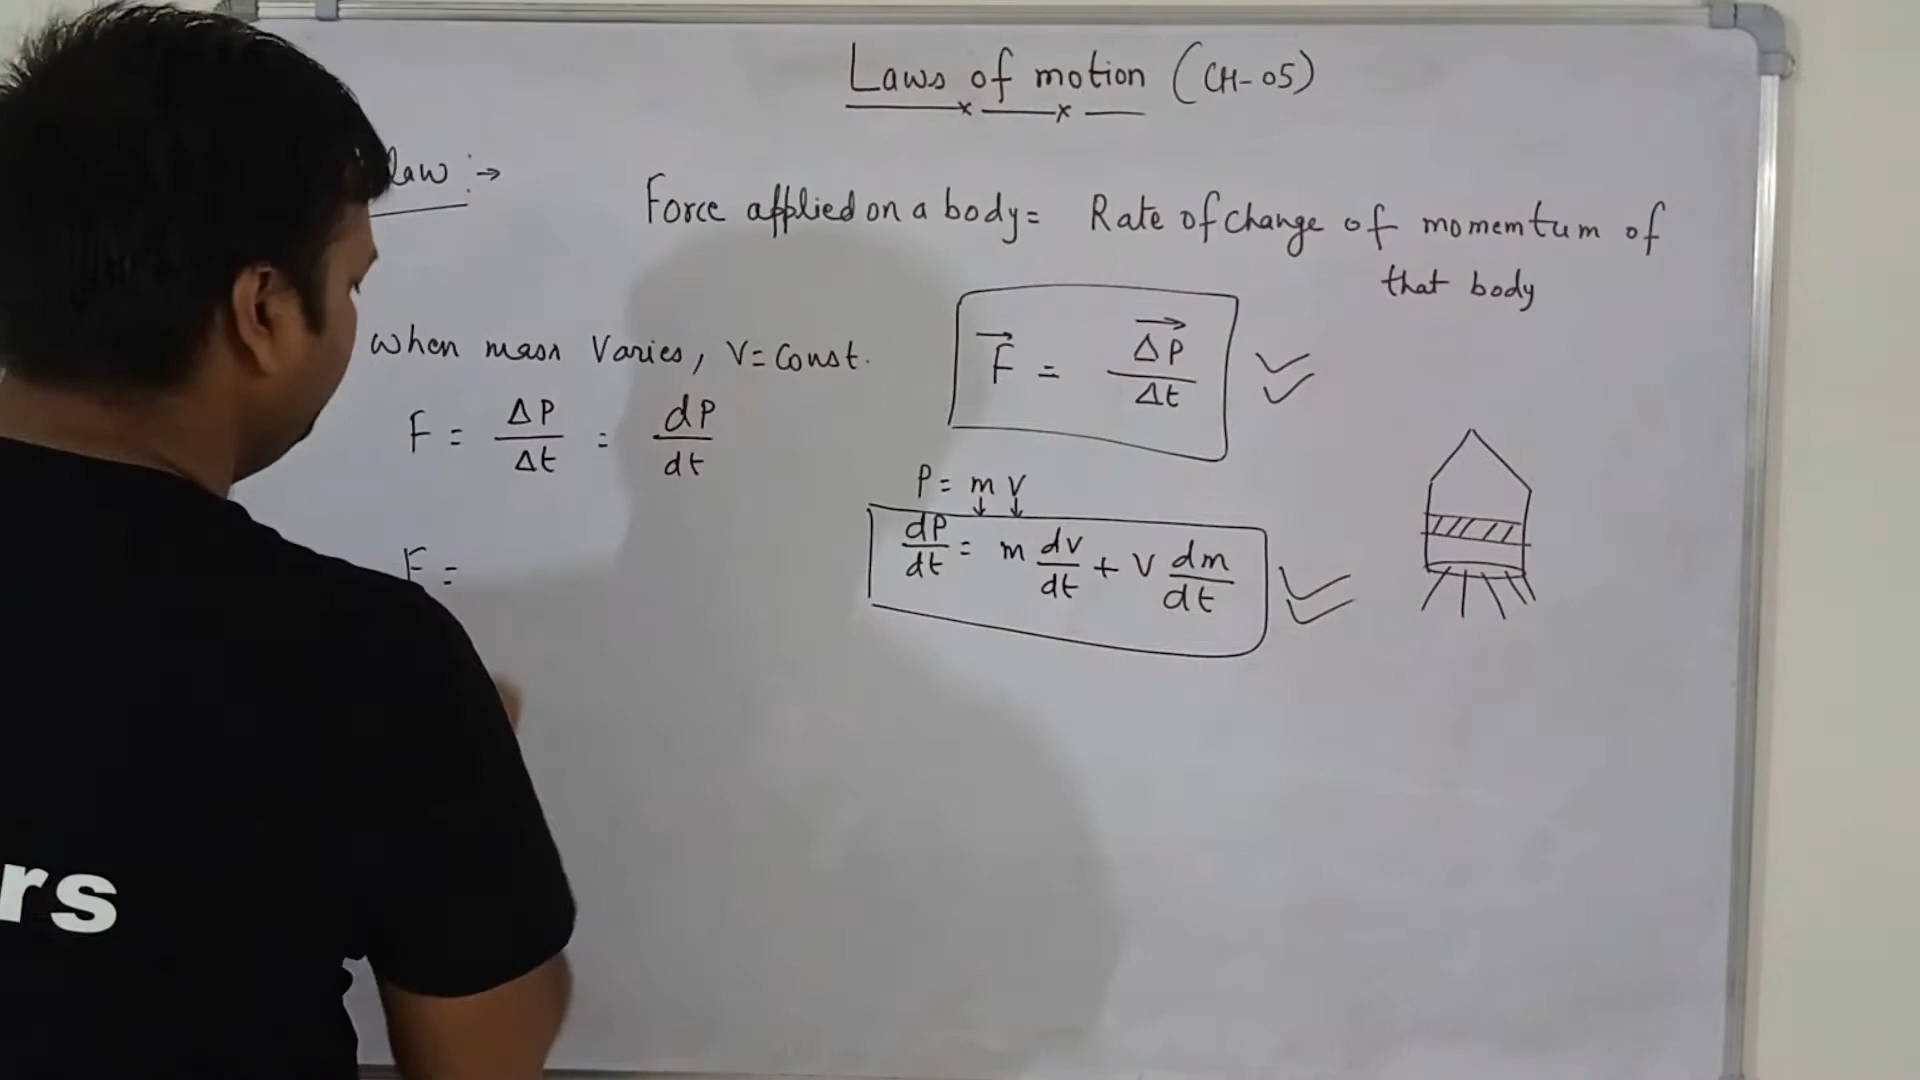 Laws of motion (CH-05)
law :→
Force applied on a body = Rate of change of momemtum of
that body
when mass Varies, V = Const.
F = ΔP/Δt = dP/dt
F =
F⃗ = ΔP⃗/Δt
P = m v
dP/dt = m dv/dt + v dm/dt
rs